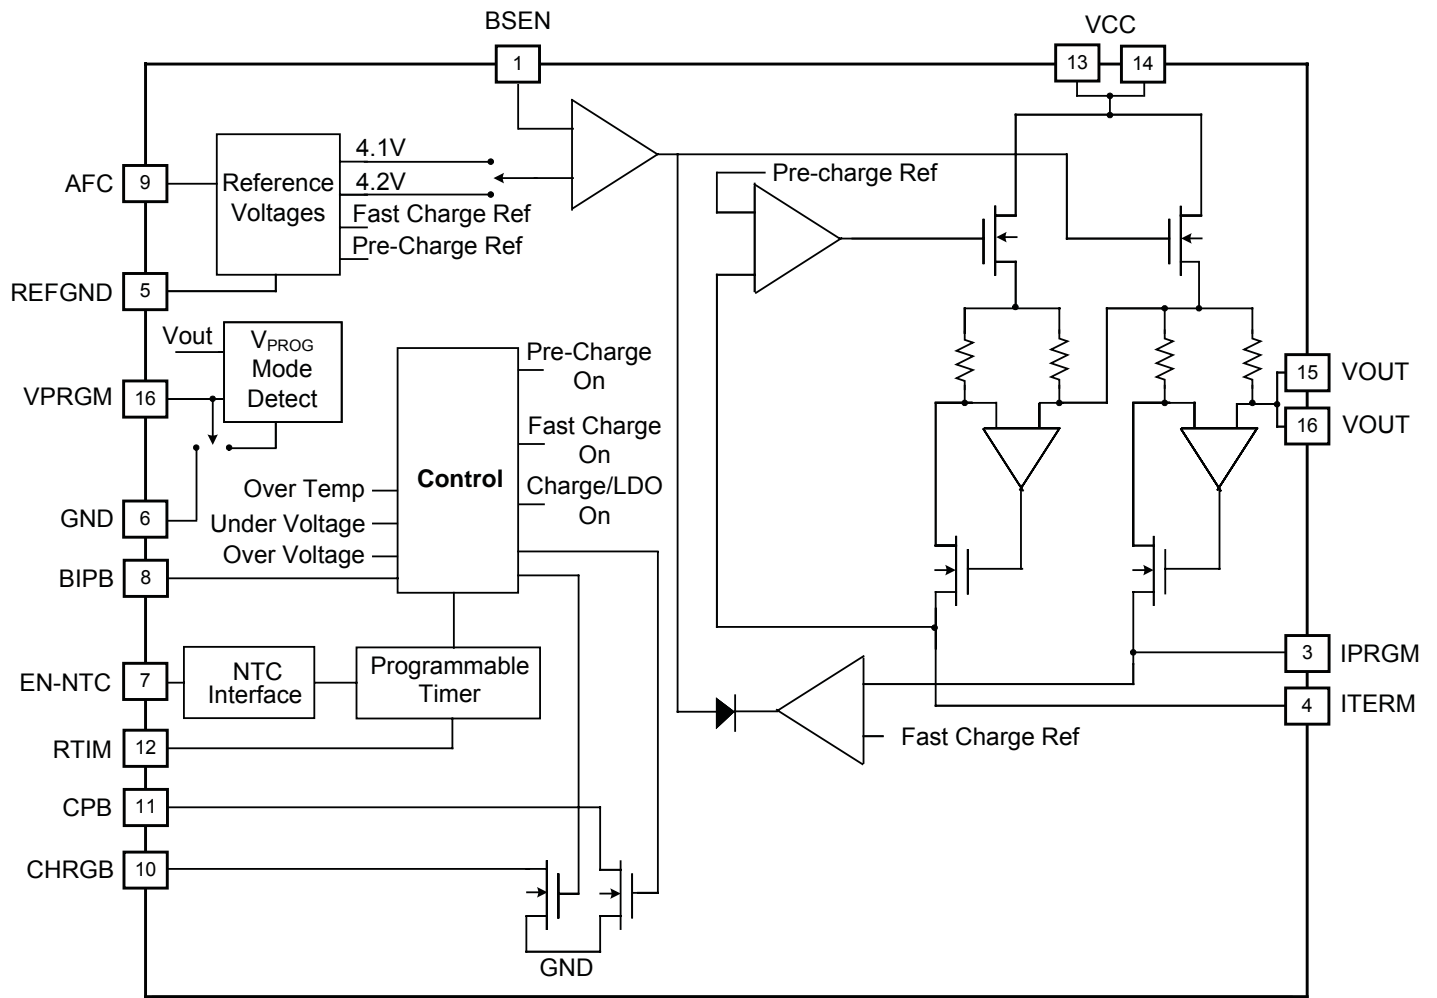 BSEN
1
VCC
13
14
AFC
9
Reference
Voltages
4.1V
4.2V
Fast Charge Ref
Pre-Charge Ref
REFGND
5
Pre-charge Ref
Vout
VPROG
Mode
Detect
VPRGM
16
GND
6
BIPB
8
Control
Over Temp
Under Voltage
Over Voltage
Pre-Charge
On
Fast Charge
On
Charge/LDO
On
15
VOUT
16
VOUT
EN-NTC
7
NTC
Interface
Programmable
Timer
RTIM
12
CPB
11
CHRGB
10
GND
3
IPRGM
4
ITERM
Fast Charge Ref